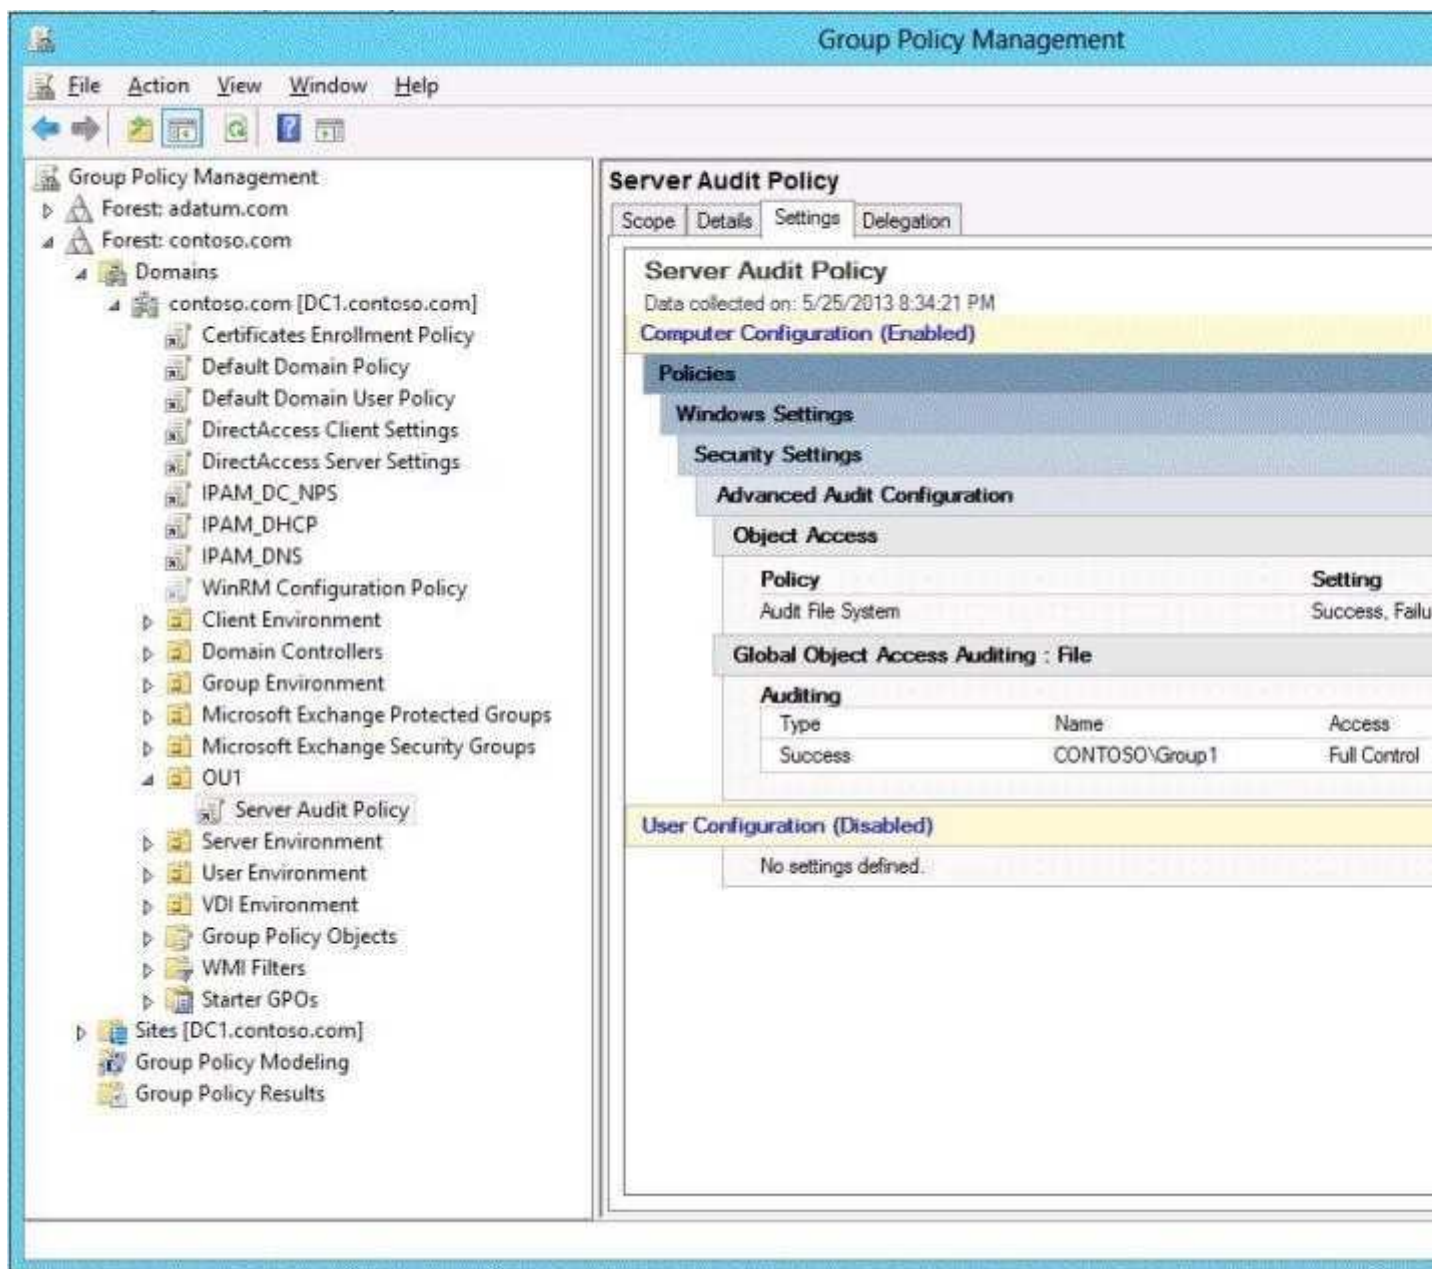 Group Policy Management
File Action View Window Help
Group Policy Management
Forest: adatum.com
Forest: contoso.com
Domains
contoso.com [DC1.contoso.com]
Certificates Enrollment Policy
Default Domain Policy
Default Domain User Policy
DirectAccess Client Settings
DirectAccess Server Settings
IPAM_DC_NPS
IPAM_DHCP
IPAM_DNS
WinRM Configuration Policy
Client Environment
Domain Controllers
Group Environment
Microsoft Exchange Protected Groups
Microsoft Exchange Security Groups
OU1
Server Audit Policy
Server Environment
User Environment
VDI Environment
Group Policy Objects
WMI Filters
Starter GPOs
Sites [DC1.contoso.com]
Group Policy Modeling
Group Policy Results
Server Audit Policy
Scope Details Settings Delegation
Server Audit Policy
Data collected on: 5/25/2013 8:34:21 PM
Computer Configuration (Enabled)
Policies
Windows Settings
Security Settings
Advanced Audit Configuration
Object Access
Policy Setting
Audit File System Success, Failu
Global Object Access Auditing : File
Auditing
Type Name Access
Success CONTOSO\Group1 Full Control
User Configuration (Disabled)
No settings defined.